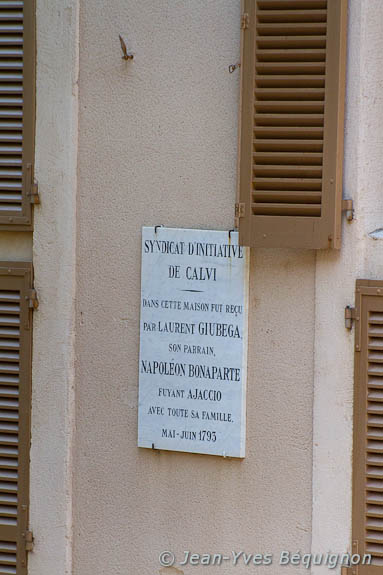 SYNDICAT D'INITIATIVE
DE CALVI
DANS CETTE MAISON FUT REÇU
PAR LAURENT GIUBEGA,
SON PARRAIN,
NAPOLÉON BONAPARTE
FUYANT AJACCIO
AVEC TOUTE SA FAMILLE.
MAI-JUIN 1793
© Jean-Yves Béquignon